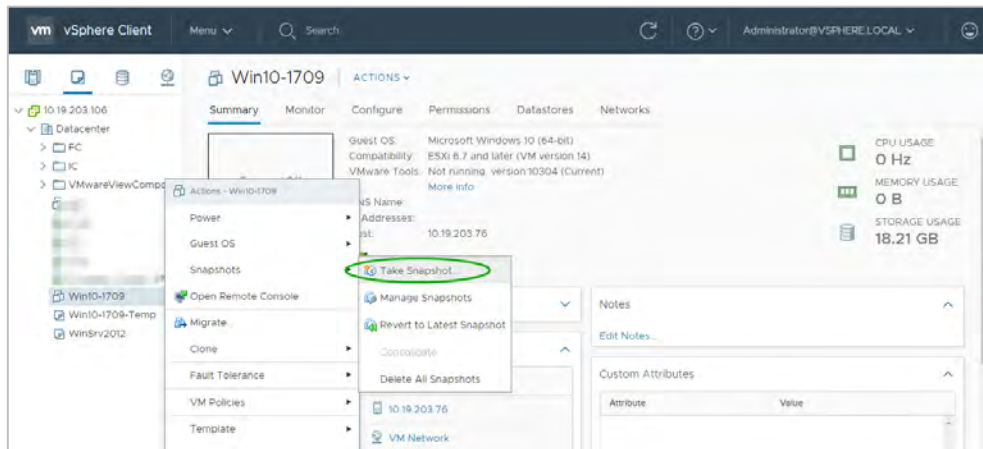 vm vSphere Client Menu Search Administrator@VSPHERE.LOCAL
Win10-1709 ACTIONS
10.19.203.106
Datacenter
FC
IC
VMwareViewCompo
Win10-1709
Win10-1709-Temp
WinSrv2012
Summary Monitor Configure Permissions Datastores Networks
Guest OS: Microsoft Windows 10 (64-bit)
Compatibility: ESXi 6.7 and later (VM version 14)
VMware Tools: Not running, version:10304 (Current)
More info
NS Name:
Addresses:
ost: 10.19.203.76
CPU USAGE
0 Hz
MEMORY USAGE
0 B
STORAGE USAGE
18.21 GB
Actions - Win10-1709
Power
Guest OS
Snapshots
Open Remote Console
Migrate...
Clone
Fault Tolerance
VM Policies
Template
Take Snapshot...
Manage Snapshots
Revert to Latest Snapshot
Consolidate
Delete All Snapshots
10.19.203.76
VM Network
Notes
Edit Notes...
Custom Attributes
Attribute Value